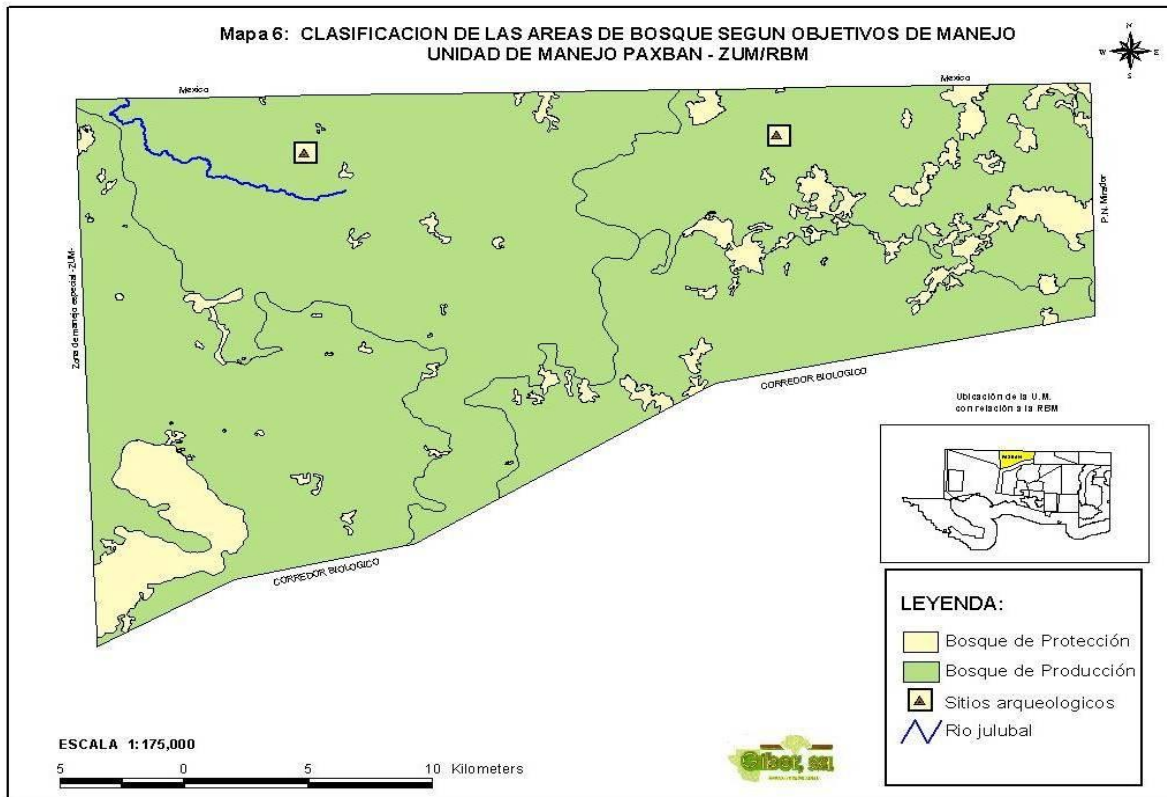 Mapa 6: CLASIFICACION DE LAS AREAS DE BOSQUE SEGUN OBJETIVOS DE MANEJO
UNIDAD DE MANEJO PAXBAN - ZUM/RBM
N
W E
S
Mexico
Mexico
Zona de manejo especial -ZUM-
P.N. Mirador
CORREDOR BIOLOGICO
CORREDOR BIOLOGICO
Ubicación de la U.M.
con relación a la RBM
PAXBAN
LEYENDA:
Bosque de Protección
Bosque de Producción
Sitios arqueologicos
Rio julubal
ESCALA 1:175,000
5 0 5 10 Kilometers